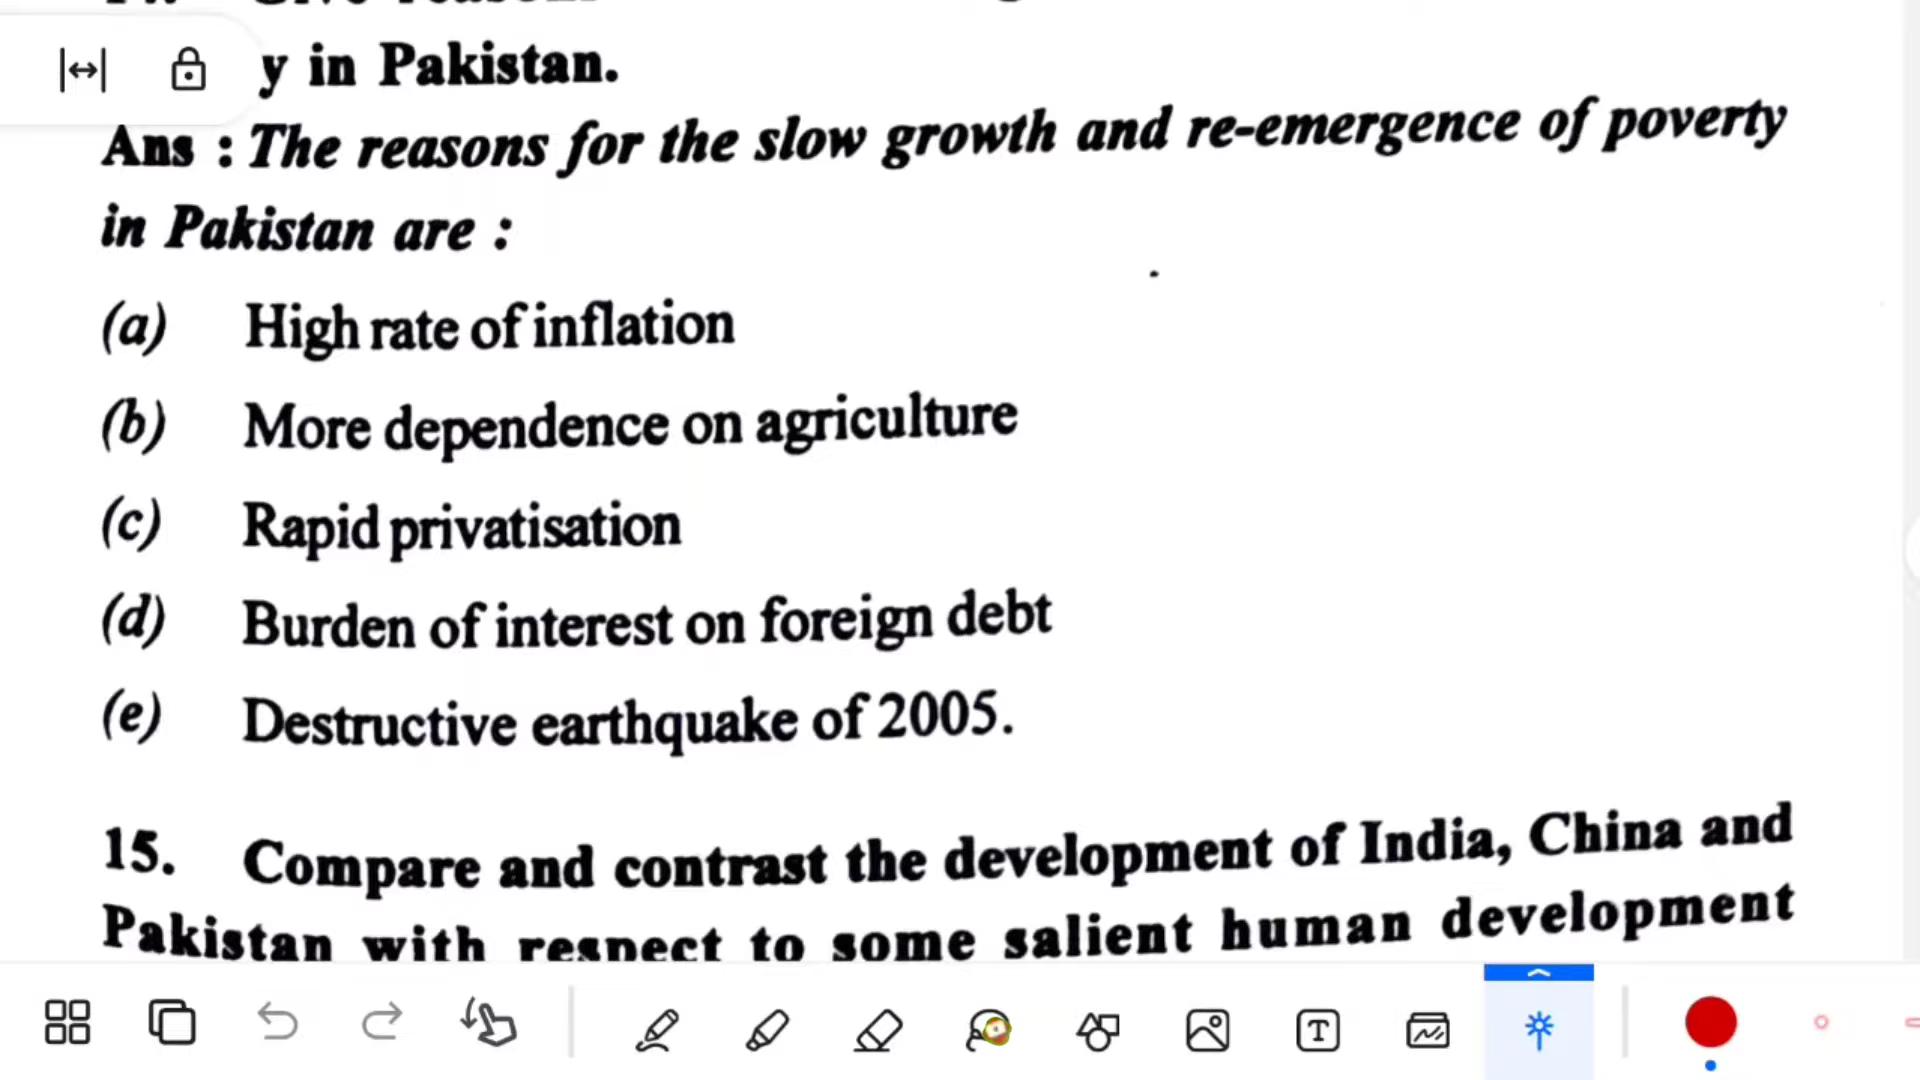 y in Pakistan.
Ans : The reasons for the slow growth and re-emergence of poverty
in Pakistan are :
(a) High rate of inflation
(b) More dependence on agriculture
(c) Rapid privatisation
(d) Burden of interest on foreign debt
(e) Destructive earthquake of 2005.
15. Compare and contrast the development of India, China and
Pakistan with respect to some salient human development